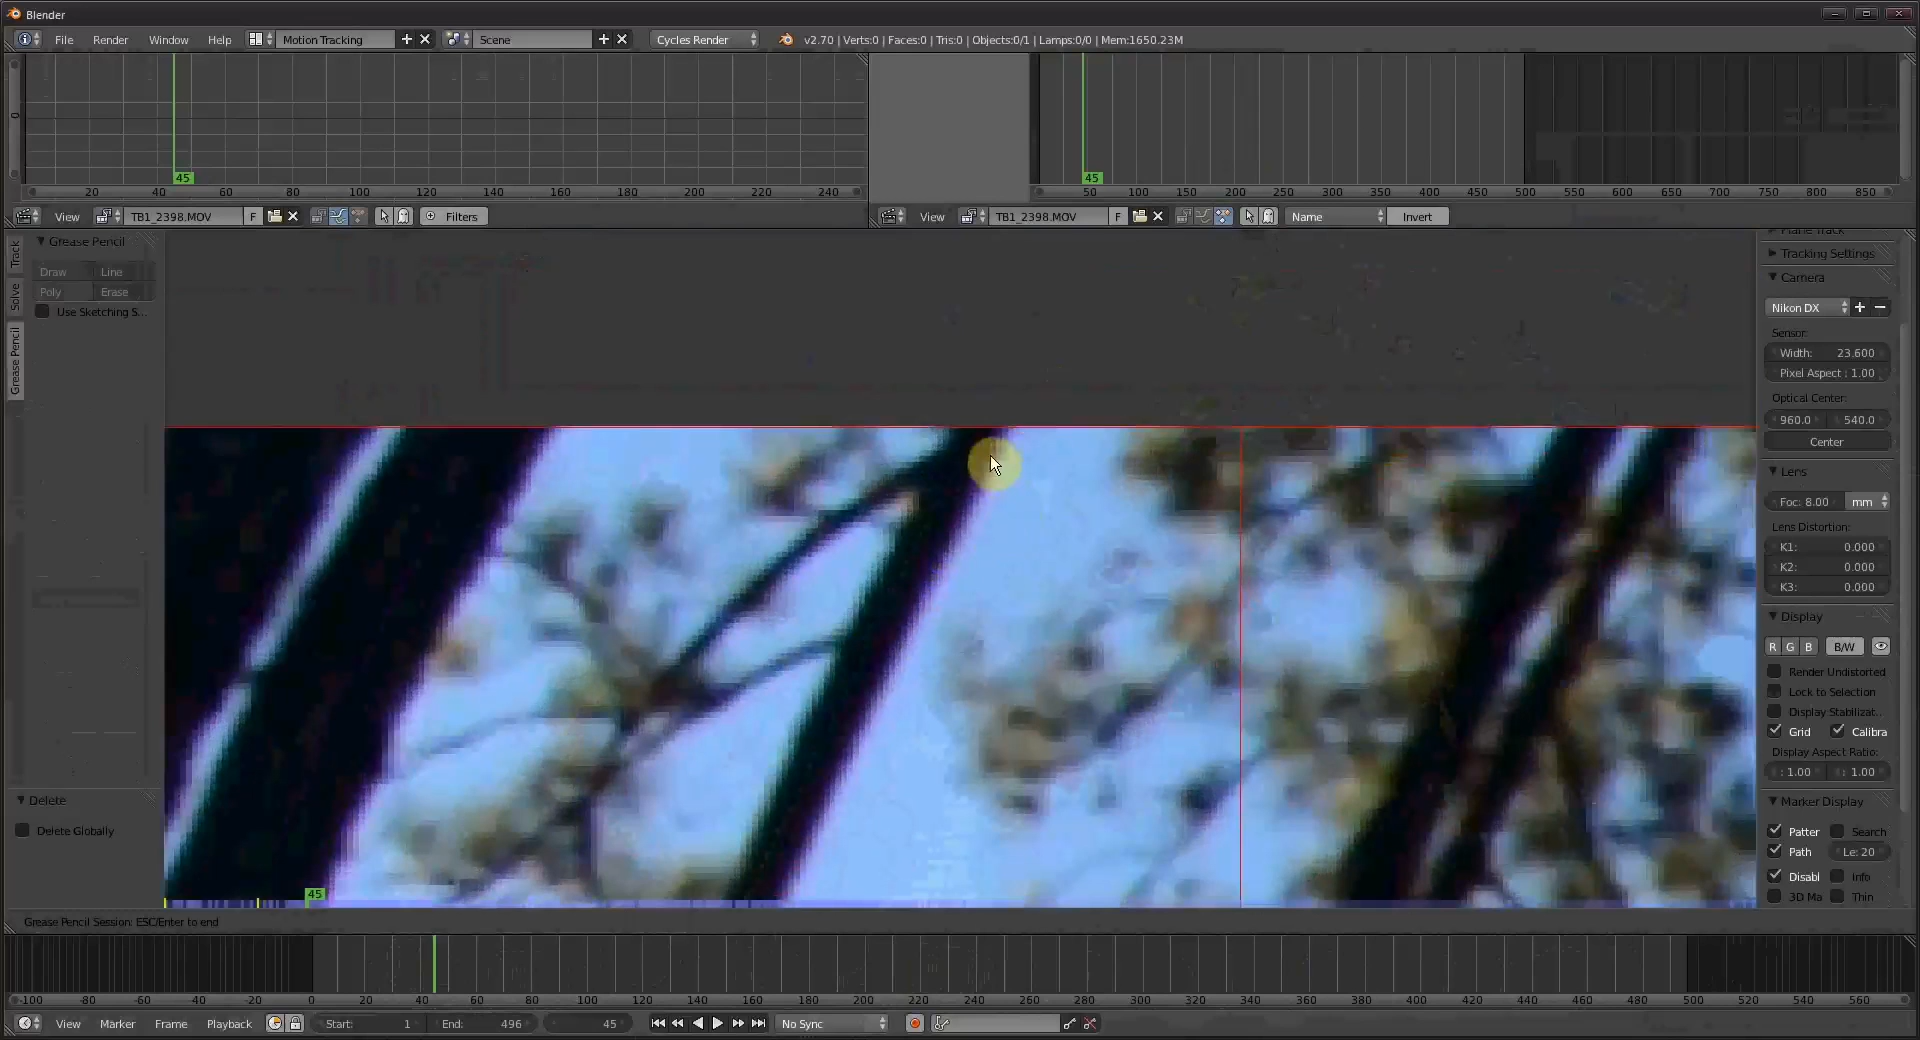 Blender
File Render Window Help Motion Tracking Scene Cycles Render v2.70 | Verts:0 | Faces:0 | Tris:0 | Objects:0/1 | Lamps:0/0 | Mem:1650.23M
0
45 45
20 40 60 80 100 120 140 160 180 200 220 240 50 100 150 200 250 300 350 400 450 500 550 600 650 700 750 800 850
View TB1_2398.MOV F Filters View TB1_2398.MOV F Name Invert
Track
Solve
Grease Pencil
Grease Pencil
Draw Line
Poly Erase
Use Sketching S...
Delete
Delete Globally
Plane Track
Tracking Settings
Camera
Nikon DX
Sensor:
Width: 23.600
Pixel Aspect : 1.00
Optical Center:
960.0 540.0
Center
Lens
Foc: 8.00 mm
Lens Distortion:
K1: 0.000
K2: 0.000
K3: 0.000
Display
R G B B/W
Render Undistorted
Lock to Selection
Display Stabilizat..
Grid Calibra
Display Aspect Ratio:
: 1.00 : 1.00
Marker Display
Patter Search
Path Le: 20
Disabl Info
3D Ma Thin
45
Grease Pencil Session: ESC/Enter to end
-100 -80 -60 -40 -20 0 20 40 60 80 100 120 140 160 180 200 220 240 260 280 300 320 340 360 380 400 420 440 460 480 500 520 540 560
View Marker Frame Playback Start: 1 End: 496 45 No Sync